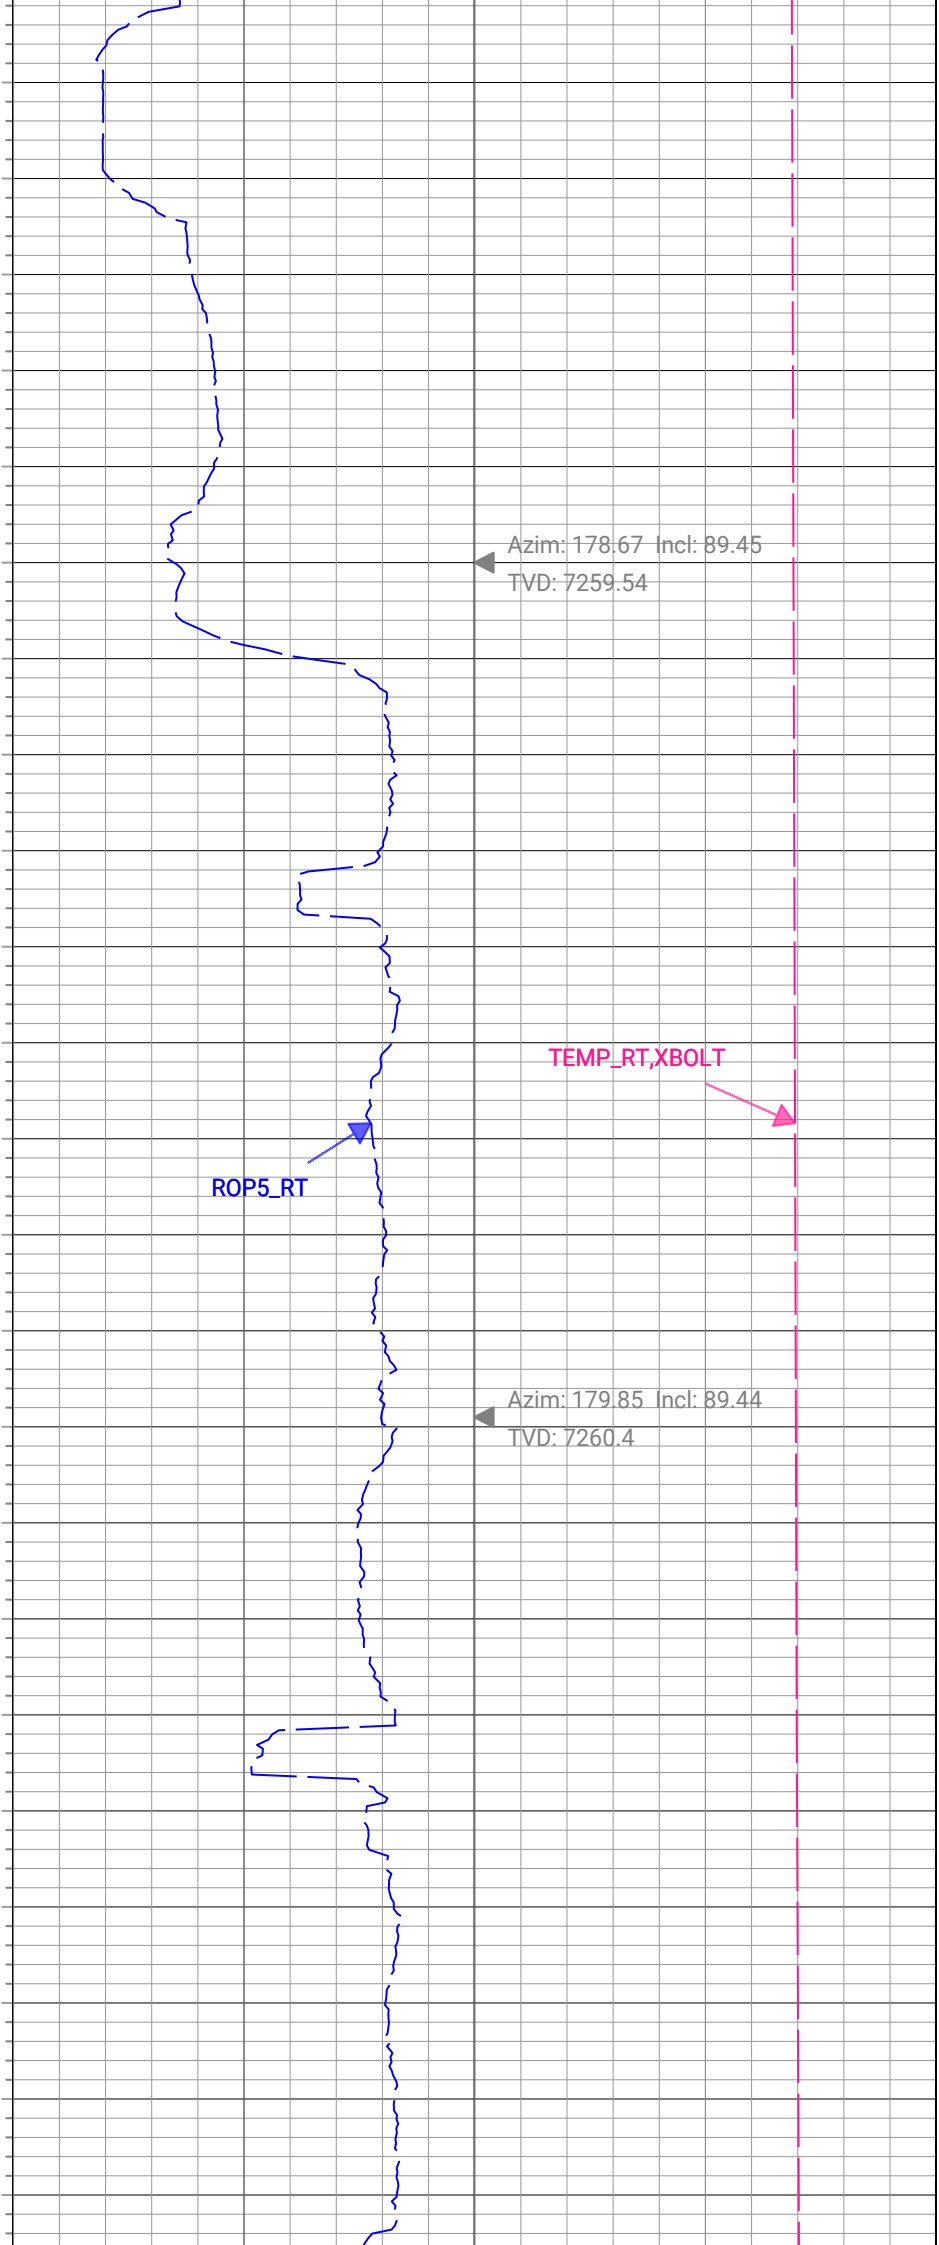 Azim: 178.67  Incl: 89.45
TVD: 7259.54
TEMP_RT,XBOLT
ROP5_RT
Azim: 179.85  Incl: 89.44
TVD: 7260.4